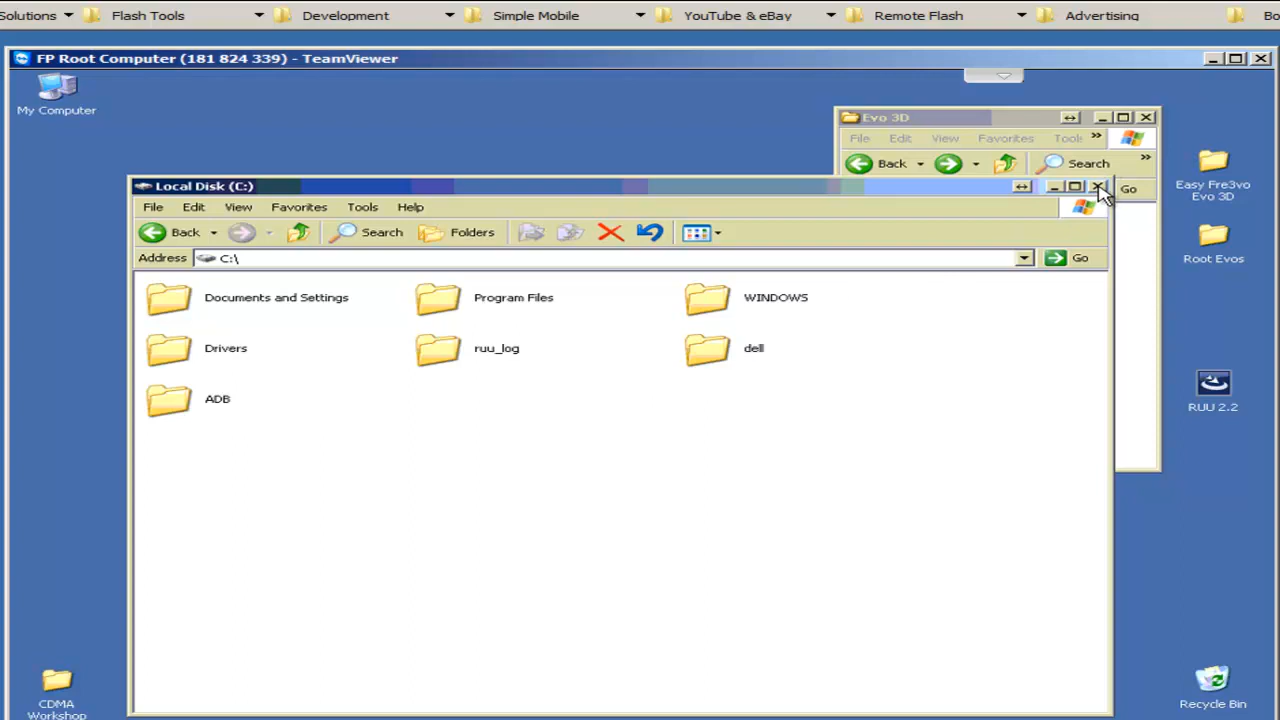 Solutions
Flash Tools
Development
Simple Mobile
YouTube & eBay
Remote Flash
Advertising
Bo
FP Root Computer (181 824 339) - TeamViewer
My Computer
Evo 3D
File Edit View Favorites Tools »
Back Search »
Go
Local Disk (C:)
File Edit View Favorites Tools Help
Back Search Folders
Address C:\ Go
Documents and Settings
Program Files
WINDOWS
Drivers
ruu_log
dell
ADB
Easy Fre3vo
Evo 3D
Root Evos
RUU 2.2
CDMA
Workshop
Recycle Bin